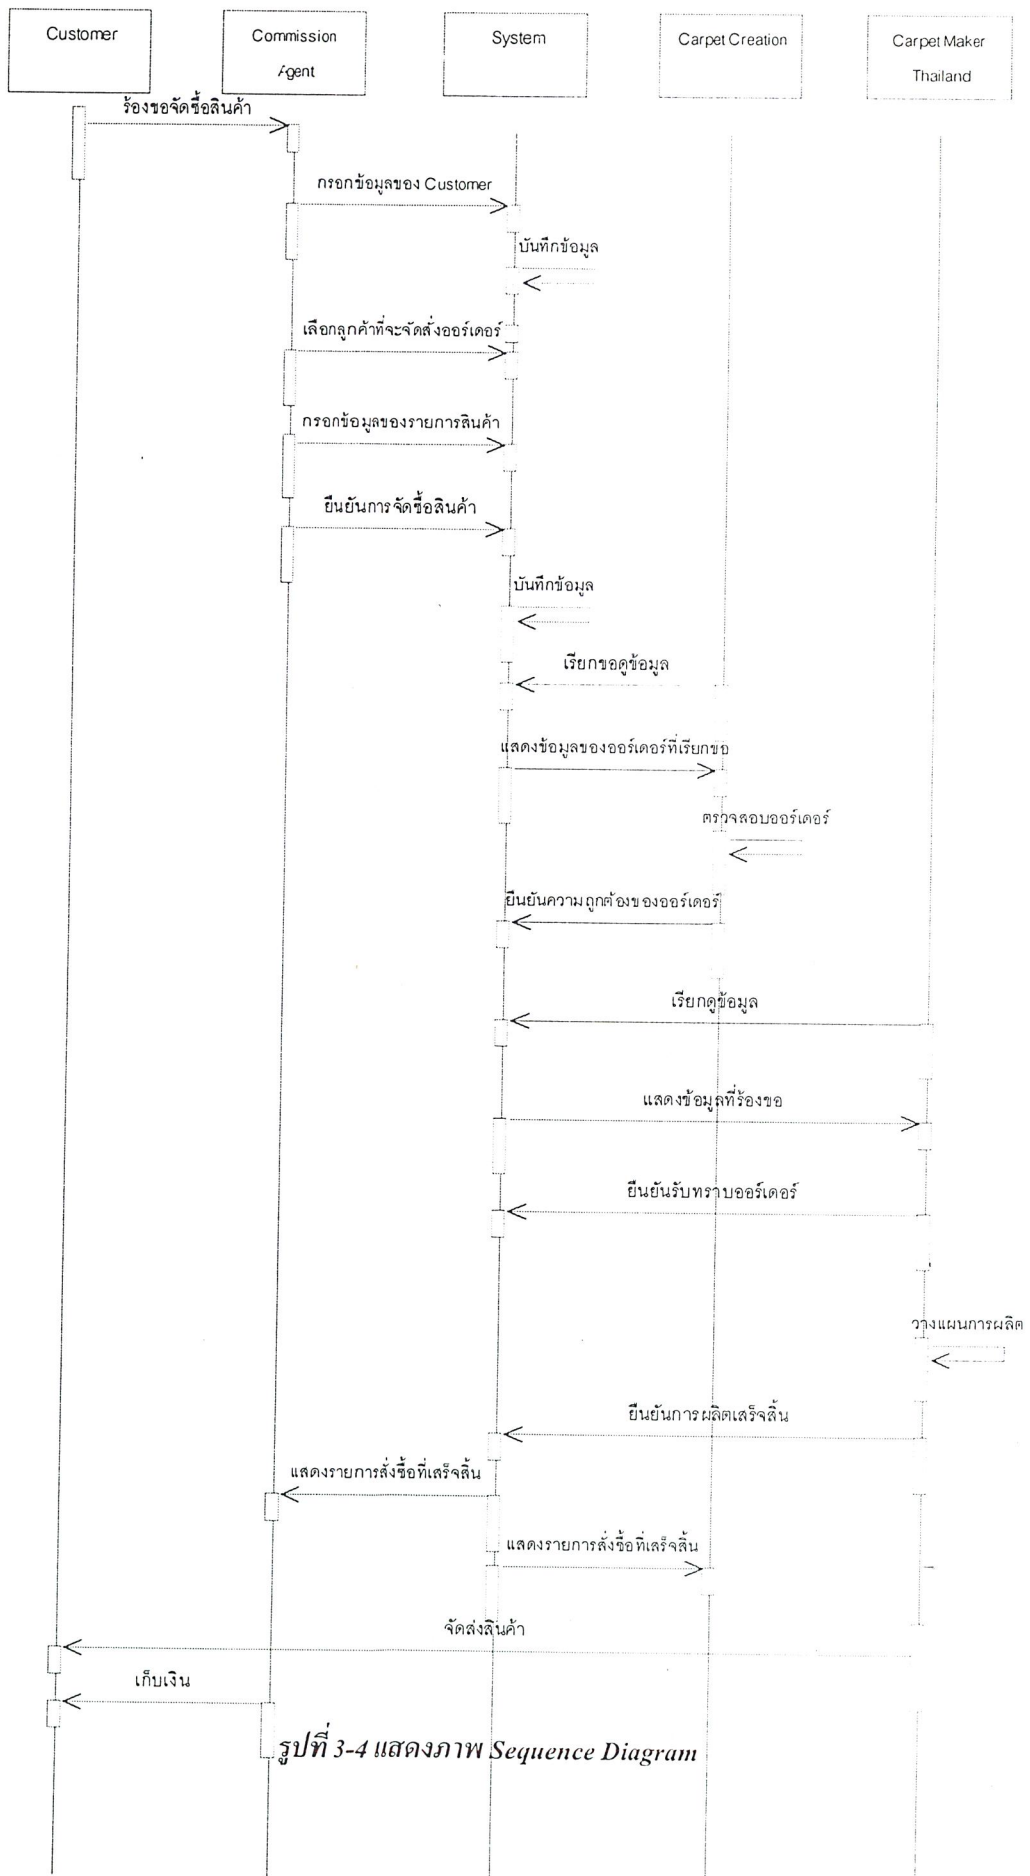 Customer
Commission
Agent
System
Carpet Creation
Carpet Maker
Thailand
ร้องขอจัดซื้อสินค้า
กรอกข้อมูลของ Customer
บันทึกข้อมูล
เลือกลูกค้าที่จะจัดสั่งออร์เดอร์
กรอกข้อมูลของรายการสินค้า
ยืนยันการจัดซื้อสินค้า
บันทึกข้อมูล
เรียกขอดูข้อมูล
แสดงข้อมูลของออร์เดอร์ที่เรียกขอ
ตรวจสอบออร์เดอร์
ยืนยันความถูกต้องของออร์เดอร์
เรียกดูข้อมูล
แสดงข้อมูลที่ร้องขอ
ยืนยันรับทราบออร์เดอร์
วางแผนการผลิต
ยืนยันการผลิตเสร็จสิ้น
แสดงรายการสั่งซื้อที่เสร็จสิ้น
แสดงรายการสั่งซื้อที่เสร็จสิ้น
จัดส่งสินค้า
เก็บเงิน
รูปที่ 3-4 แสดงภาพ Sequence Diagram